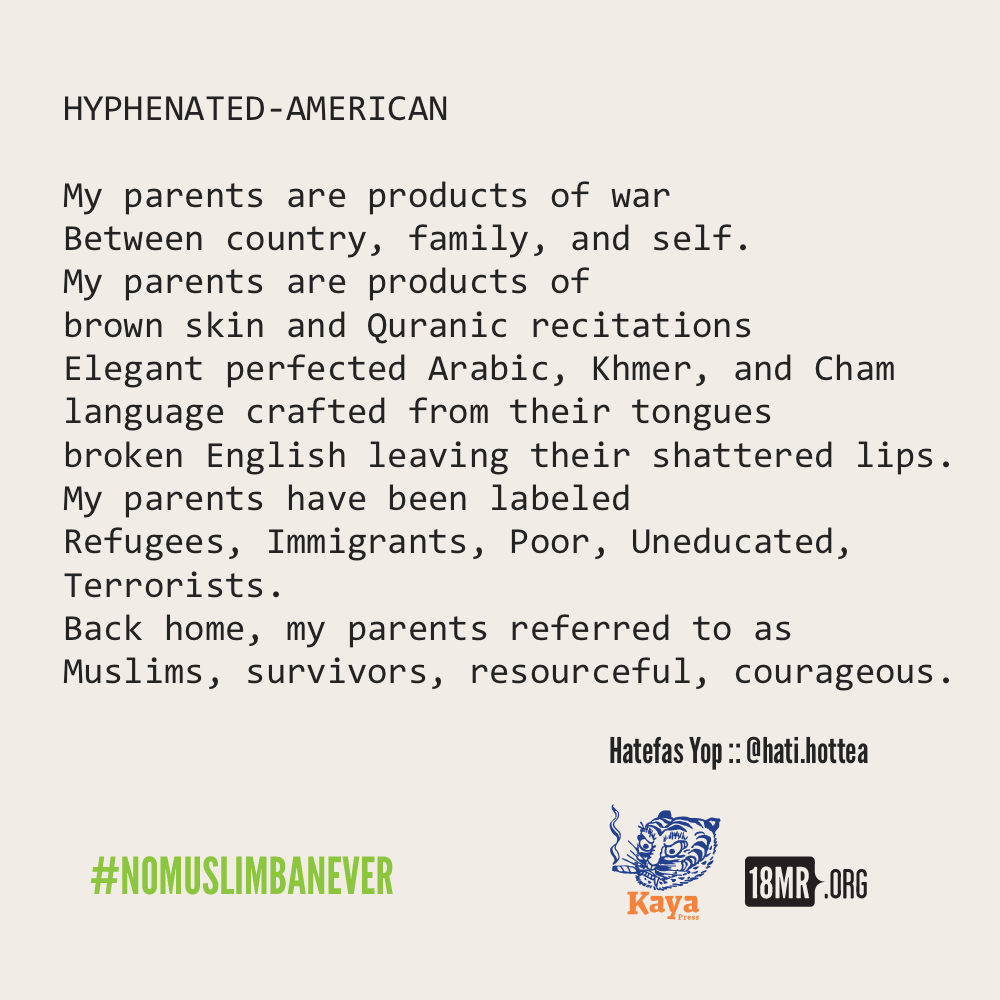 HYPHENATED-AMERICAN
My parents are products of war
Between country, family, and self.
My parents are products of
brown skin and Quranic recitations
Elegant perfected Arabic, Khmer, and Cham
language crafted from their tongues
broken English leaving their shattered lips.
My parents have been labeled
Refugees, Immigrants, Poor, Uneducated,
Terrorists.
Back home, my parents referred to as
Muslims, survivors, resourceful, courageous.
Hatefas Yop :: @hati.hottea
#NOMUSLIMBANEVER
Kaya
Press
18MR.ORG